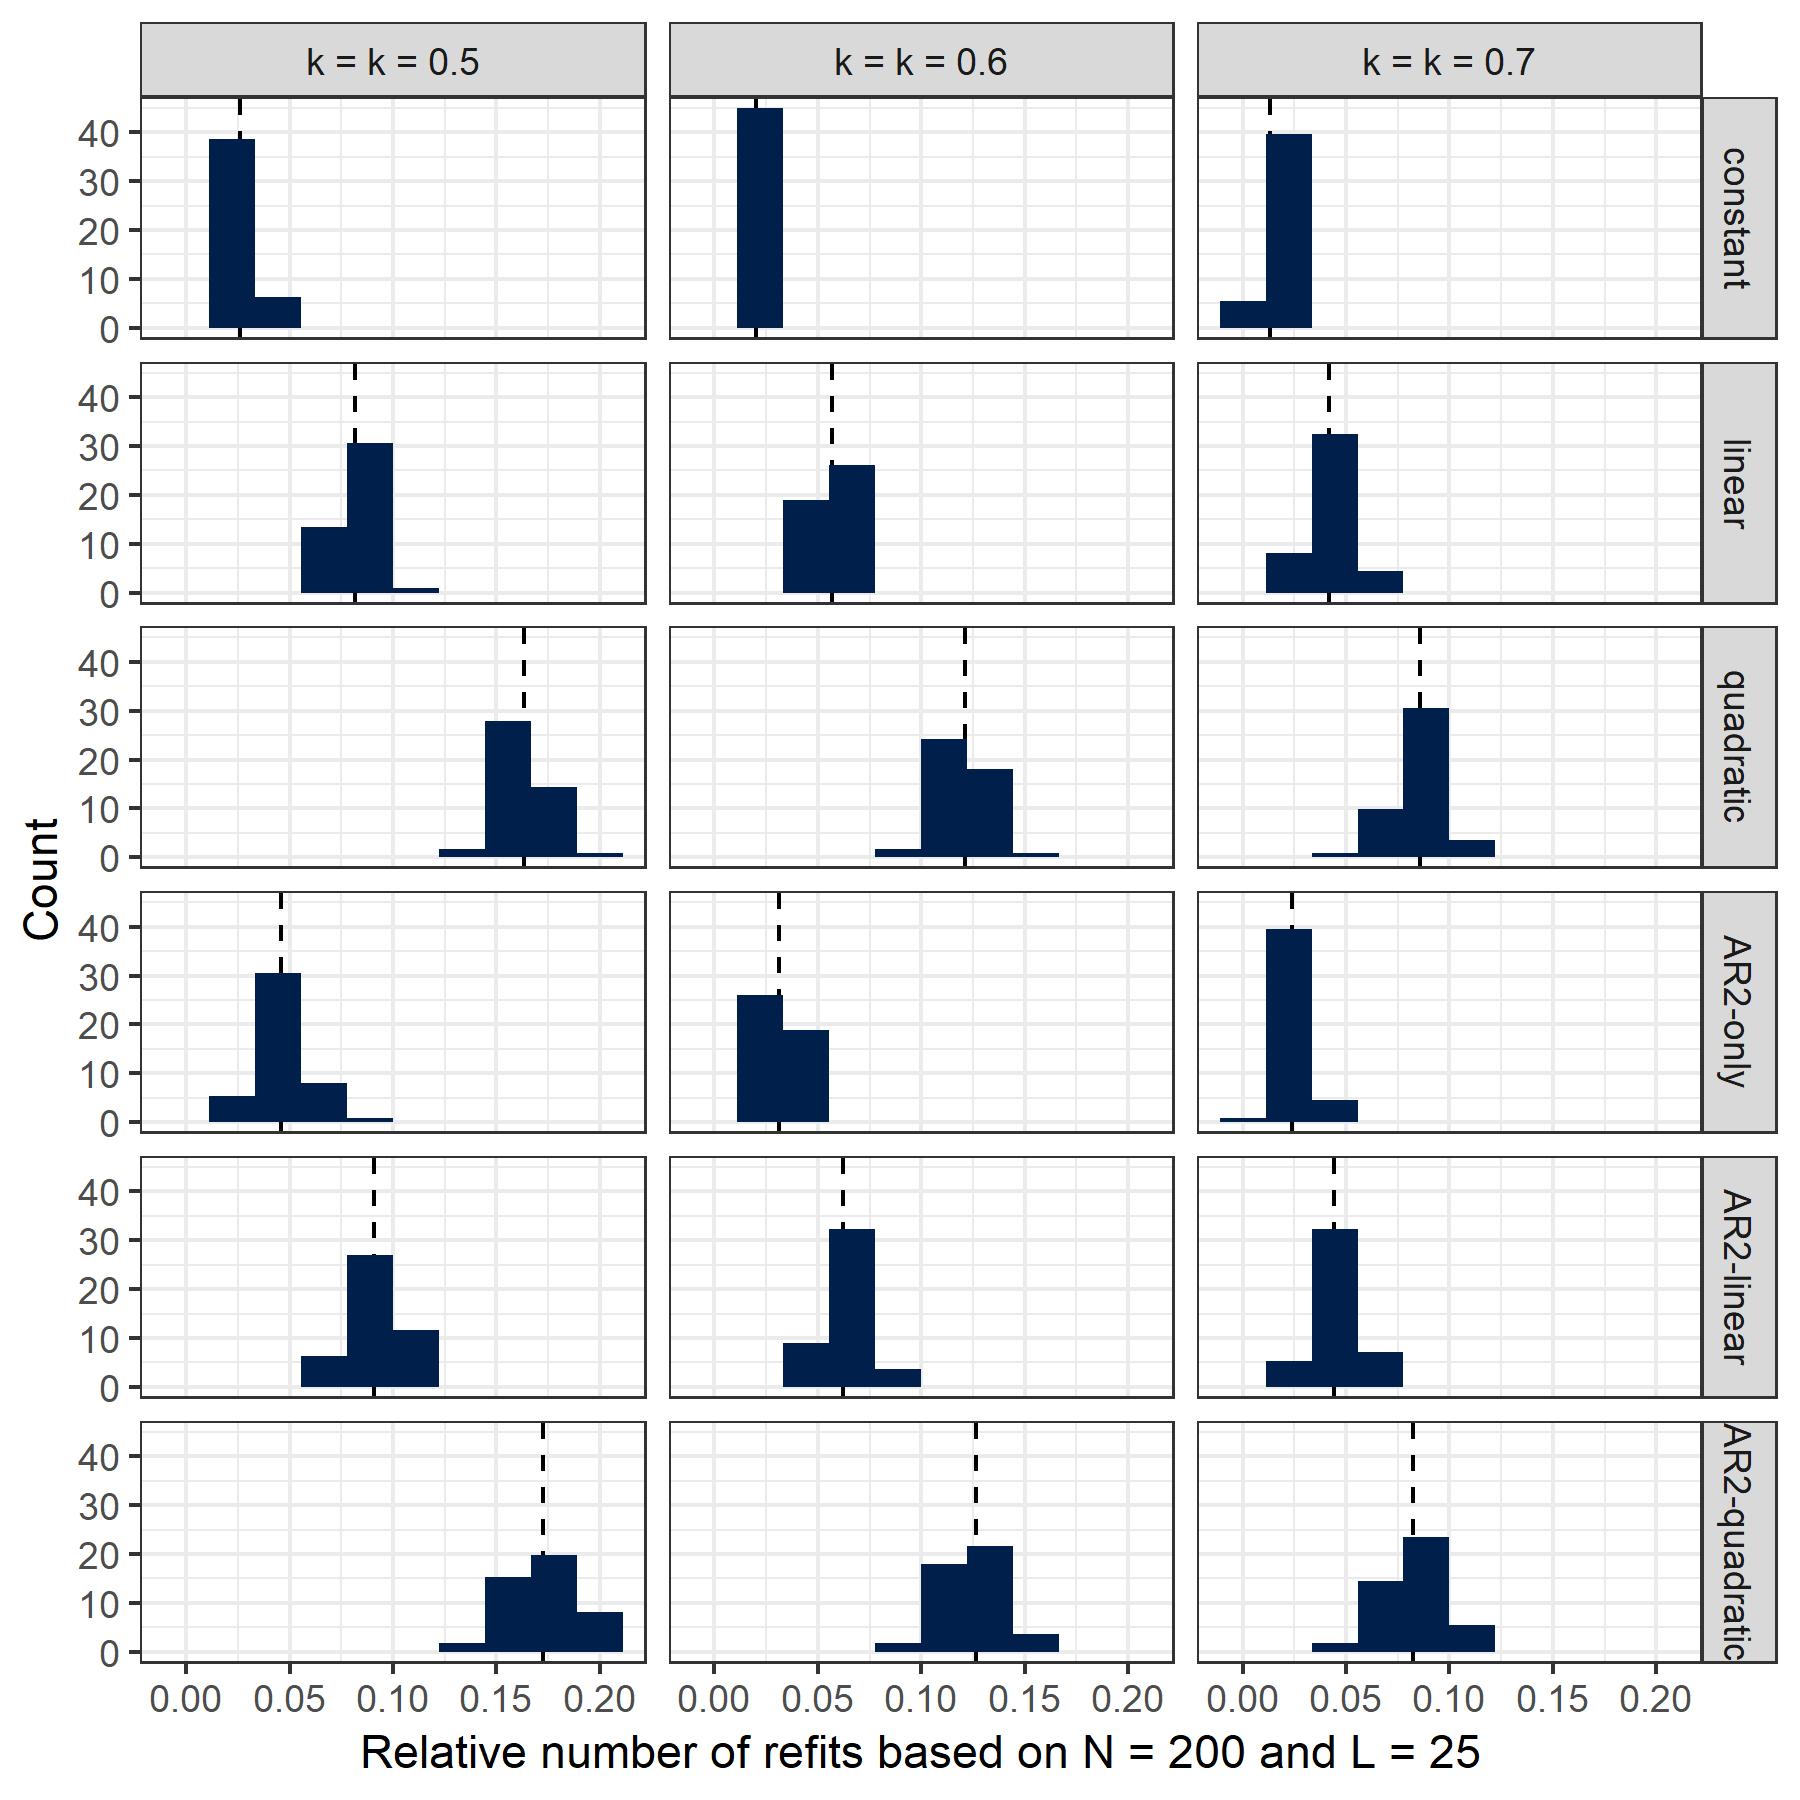 k = k = 0.5
k = k = 0.6
k = k = 0.7
40
30
20
10
0
constant
40
30
20
10
0
linear
40
30
20
10
0
quadratic
Count
40
30
20
10
0
AR2-only
40
30
20
10
0
AR2-linear
40
30
20
10
0
AR2-quadratic
0.00 0.05 0.10 0.15 0.20
0.00 0.05 0.10 0.15 0.20
0.00 0.05 0.10 0.15 0.20
Relative number of refits based on N = 200 and L = 25